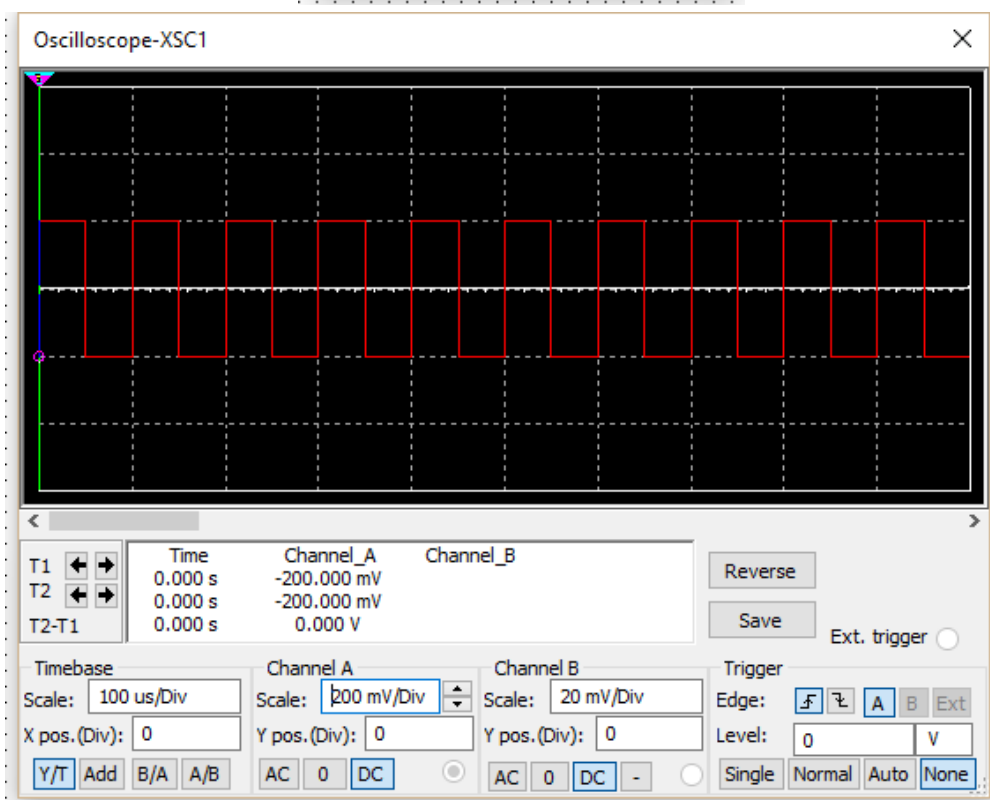 Oscilloscope-XSC1
Time Channel_A Channel_B
T1 0.000 s -200.000 mV
T2 0.000 s -200.000 mV
T2-T1 0.000 s 0.000 V
Reverse
Save
Ext. trigger
Timebase
Scale: 100 us/Div
X pos.(Div): 0
Y/T Add B/A A/B
Channel A
Scale: 200 mV/Div
Y pos.(Div): 0
AC 0 DC
Channel B
Scale: 20 mV/Div
Y pos.(Div): 0
AC 0 DC -
Trigger
Edge: A B Ext
Level: 0 V
Single Normal Auto None